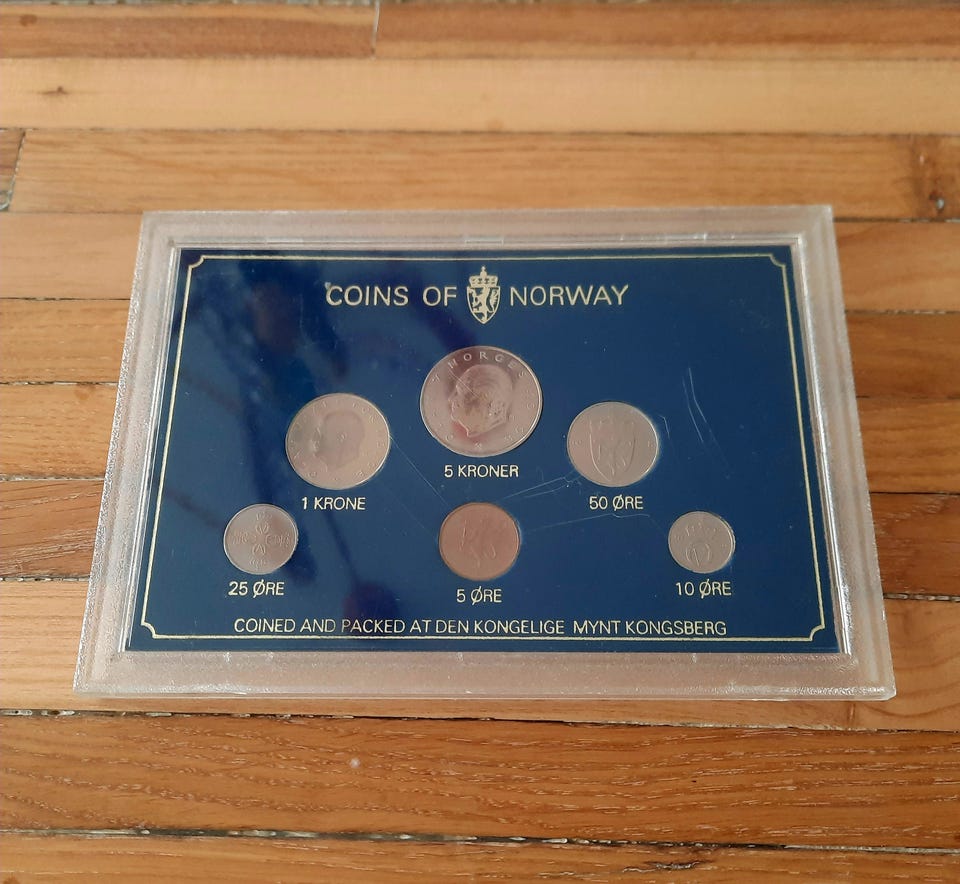 COINS OF NORWAY
NORGES
5 KRONER
1 KRONE
50 ØRE
25 ØRE
5 ØRE
10 ØRE
COINED AND PACKED AT DEN KONGELIGE MYNT KONGSBERG